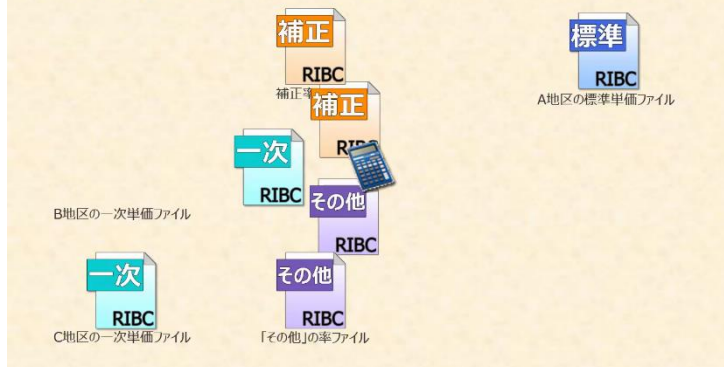 補正
RIBC
補正率
標準
RIBC
A地区の標準単価ファイル
補正
RIBC
一次
RIBC
その他
RIBC
B地区の一次単価ファイル
一次
RIBC
C地区の一次単価ファイル
その他
RIBC
「その他」の率ファイル